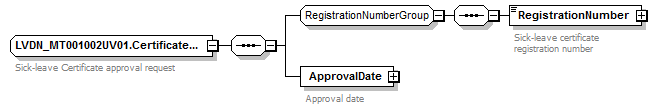 RegistrationNumberGroup
RegistrationNumber
LVDN_MT001002UV01.Certificate...
Sick-leave certificate
registration number
Sick-leave Certificate approval request
ApprovalDate
Approval date